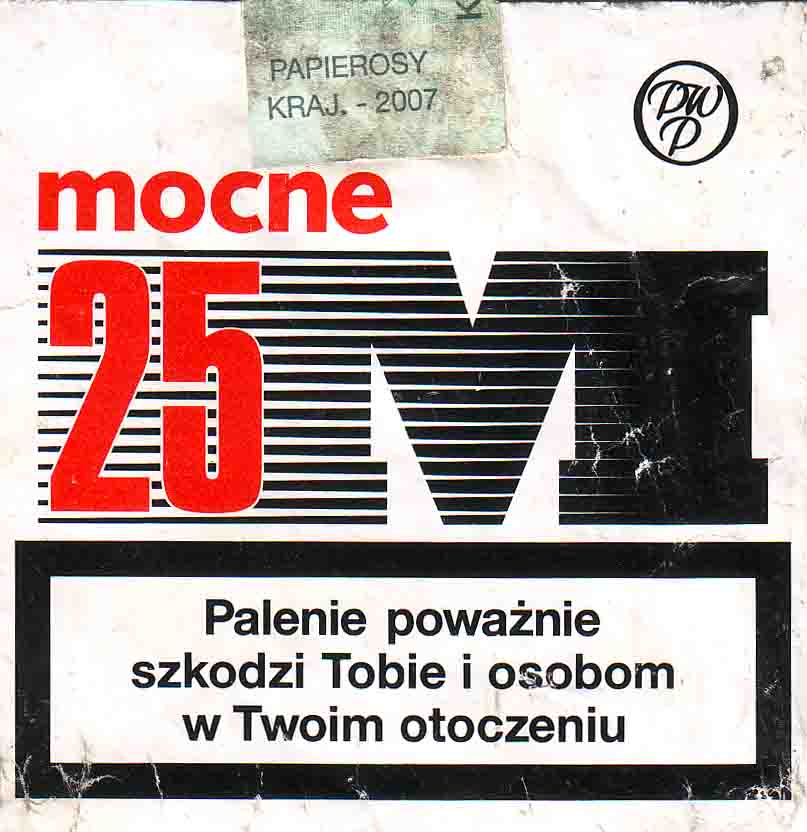 K
PAPIEROSY
KRAJ. - 2007
PWP
mocne
25
M
Palenie poważnie
szkodzi Tobie i osobom
w Twoim otoczeniu